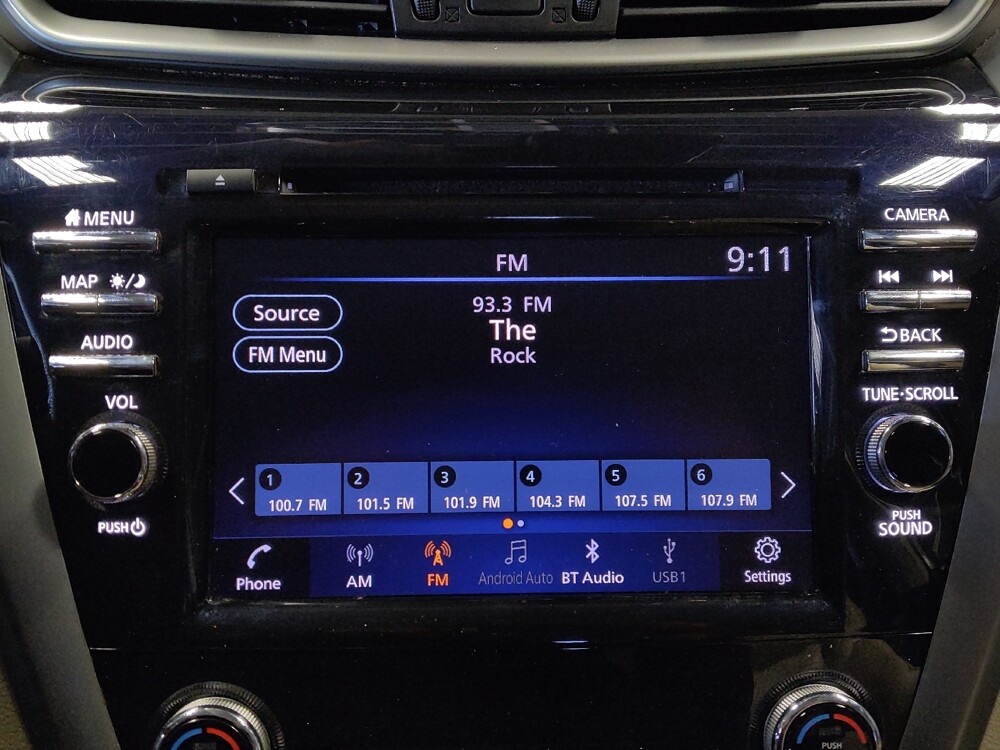 MENU
CAMERA
MAP
AUDIO
BACK
VOL
TUNE•SCROLL
PUSH
PUSH
SOUND
FM
9:11
Source
93.3 FM
The
FM Menu
Rock
1
2
3
4
5
6
100.7 FM
101.5 FM
101.9 FM
104.3 FM
107.5 FM
107.9 FM
Phone
AM
FM
Android Auto
BT Audio
USB1
Settings
PUSH